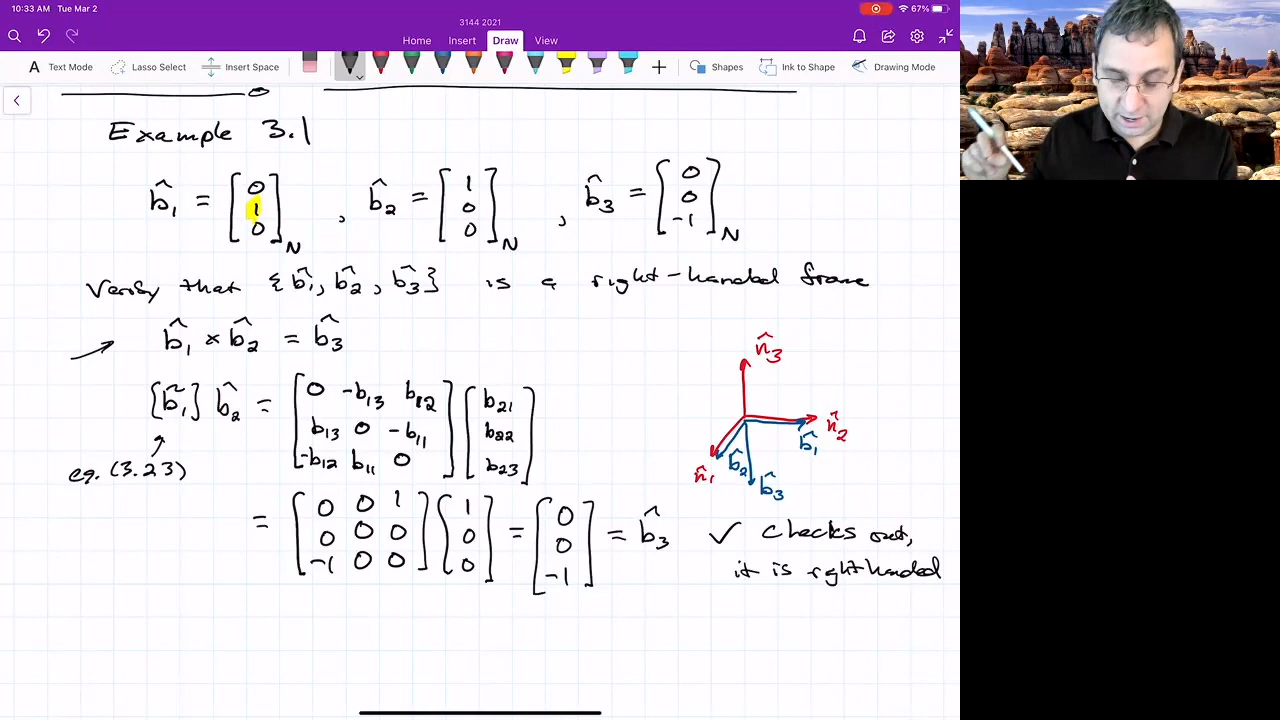 10:33 AM Tue Mar 2
67%
3144 2021
Home Insert Draw View
Text Mode Lasso Select Insert Space Shapes Ink to Shape Drawing Mode
Example 3.1
b̂₁ = [0 1 0]_N , b̂₂ = [1 0 0]_N , b̂₃ = [0 0 -1]_N
Verify that {b̂₁, b̂₂, b̂₃} is a right-handed frame
b̂₁ × b̂₂ = b̂₃
[b̃₁] b̂₂ = [0 -b₁₃ b₁₂; b₁₃ 0 -b₁₁; -b₁₂ b₁₁ 0] [b₂₁ b₂₂ b₂₃]
eq. (3.23)
n̂₃
n̂₂
b̂₁
b̂₂
n̂₁
b̂₃
= [0 0 1; 0 0 0; -1 0 0] [1 0 0] = [0 0 -1] = b̂₃ ✓ checks out,
it is righthanded